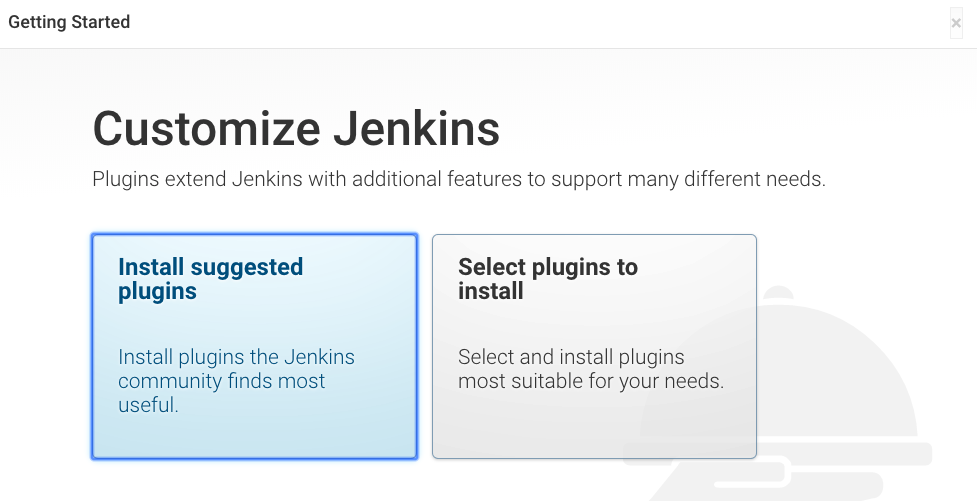 Getting Started
×
Customize Jenkins
Plugins extend Jenkins with additional features to support many different needs.
Install suggested
plugins
Install plugins the Jenkins
community finds most
useful.
Select plugins to
install
Select and install plugins
most suitable for your needs.